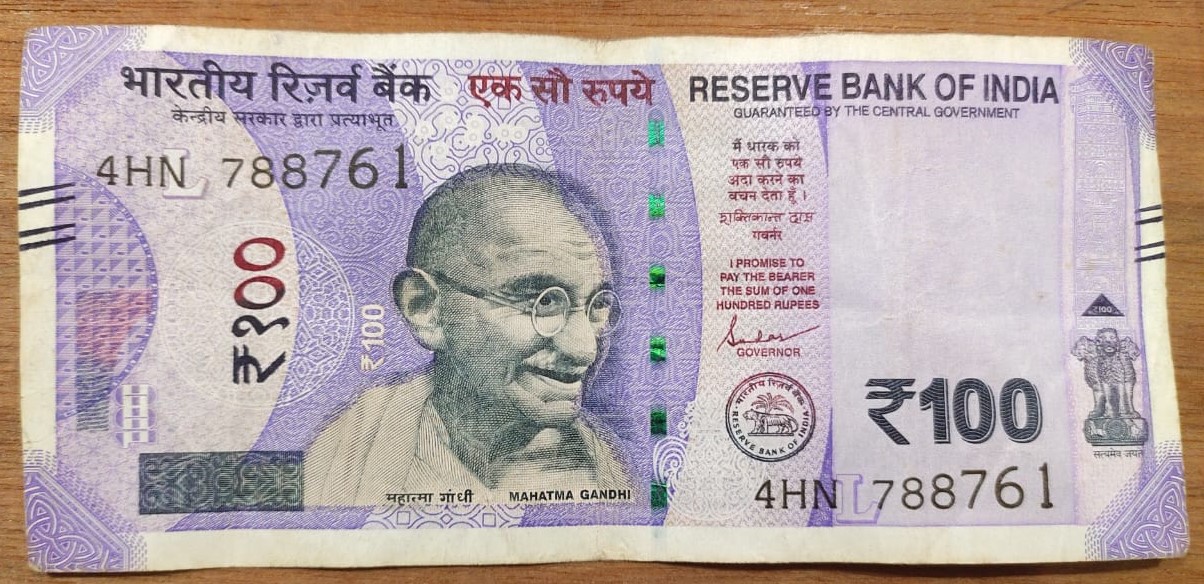 भारतीय रिज़र्व बैंक
एक सौ रुपये
RESERVE BANK OF INDIA
केन्द्रीय सरकार द्वारा प्रत्याभूत
GUARANTEED BY THE CENTRAL GOVERNMENT
4HN 788761
L
₹१००
₹100
मैं धारक को
एक सौ रुपये
अदा करने का
वचन देता हूँ।
शक्तिकान्त दास
गवर्नर
I PROMISE TO
PAY THE BEARER
THE SUM OF ONE
HUNDRED RUPEES
GOVERNOR
भारतीय रिज़र्व बैंक
RESERVE BANK OF INDIA
₹100
₹100
सत्यमेव जयते
महात्मा गांधी
MAHATMA GANDHI
4HN 788761
L